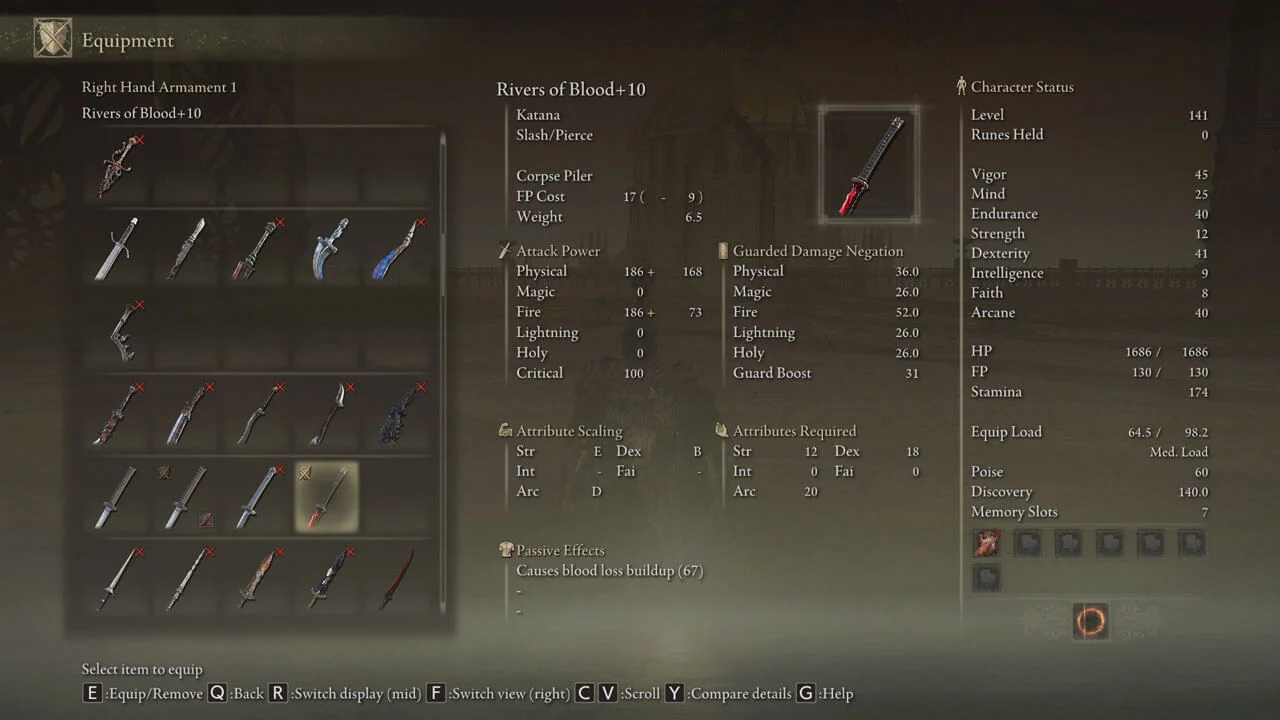 Equipment
Right Hand Armament 1
Rivers of Blood+10
Rivers of Blood+10
Katana
Slash/Pierce
Corpse Piler
FP Cost 17 ( - 9 )
Weight 6.5
Attack Power
Physical 186 + 168
Magic 0
Fire 186 + 73
Lightning 0
Holy 0
Critical 100
Guarded Damage Negation
Physical 36.0
Magic 26.0
Fire 52.0
Lightning 26.0
Holy 26.0
Guard Boost 31
Attribute Scaling
Str E Dex B
Int - Fai -
Arc D
Attributes Required
Str 12 Dex 18
Int 0 Fai 0
Arc 20
Passive Effects
Causes blood loss buildup (67)
-
-
Character Status
Level 141
Runes Held 0
Vigor 45
Mind 25
Endurance 40
Strength 12
Dexterity 41
Intelligence 9
Faith 8
Arcane 40
HP 1686 / 1686
FP 130 / 130
Stamina 174
Equip Load 64.5 / 98.2
Med. Load
Poise 60
Discovery 140.0
Memory Slots 7
Select item to equip
E :Equip/Remove Q :Back R :Switch display (mid) F :Switch view (right) C V :Scroll Y :Compare details G :Help